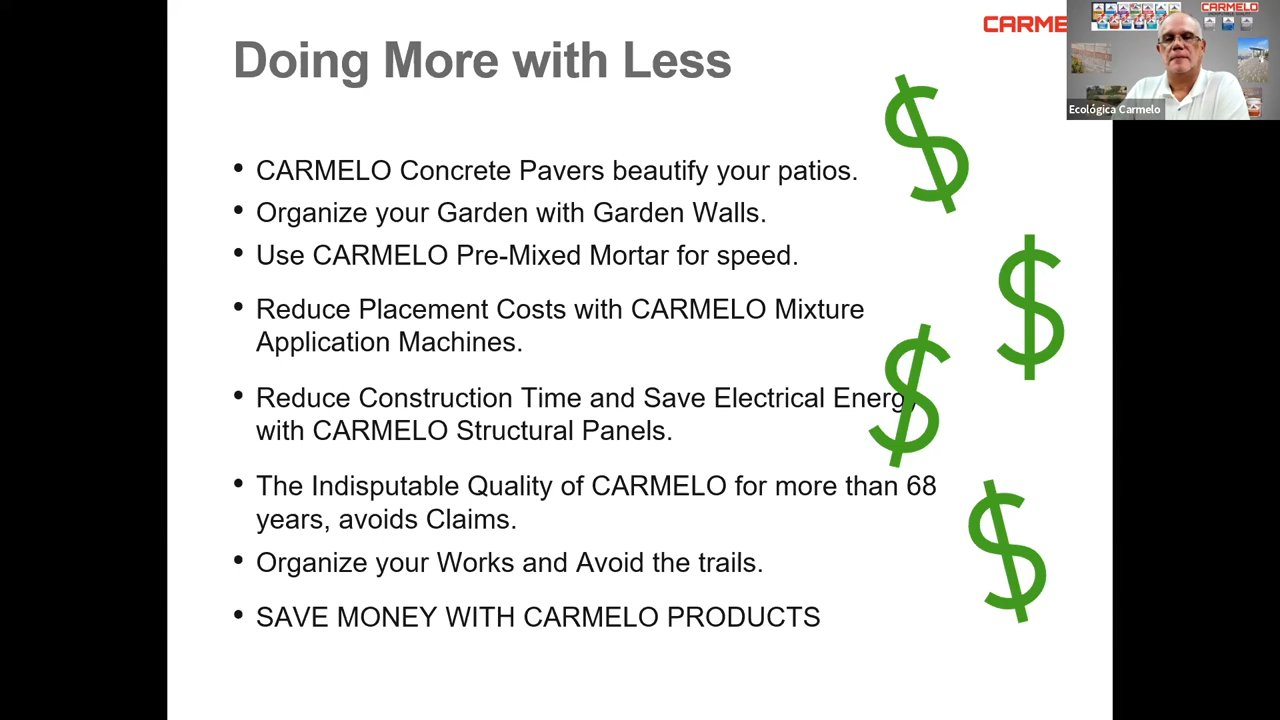 Doing More with Less
CARME
CARMELO
Ecológica Carmelo
• CARMELO Concrete Pavers beautify your patios.
• Organize your Garden with Garden Walls.
• Use CARMELO Pre-Mixed Mortar for speed.
• Reduce Placement Costs with CARMELO Mixture
Application Machines.
• Reduce Construction Time and Save Electrical Energy
with CARMELO Structural Panels.
• The Indisputable Quality of CARMELO for more than 68
years, avoids Claims.
• Organize your Works and Avoid the trails.
• SAVE MONEY WITH CARMELO PRODUCTS
$
$
$
$